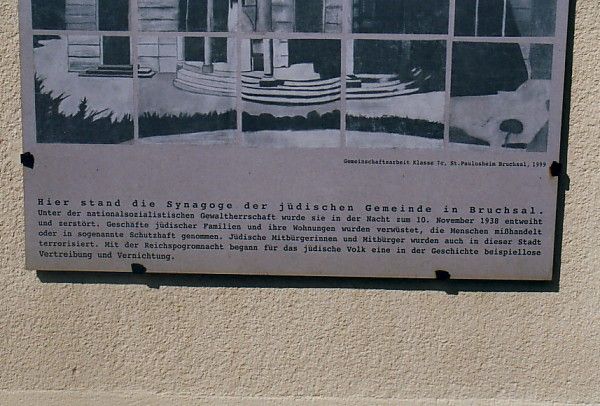 Gemeinschaftsarbeit Klasse 7c, St.Paulusheim Bruchsal, 1999
Hier stand die Synagoge der jüdischen Gemeinde in Bruchsal.
Unter der nationalsozialistischen Gewaltherrschaft wurde sie in der Nacht zum 10. November 1938 entweiht
und zerstört. Geschäfte jüdischer Familien und ihre Wohnungen wurden verwüstet, die Menschen mißhandelt
oder in sogenannte Schutzhaft genommen. Jüdische Mitbürgerinnen und Mitbürger wurden auch in dieser Stadt
terrorisiert. Mit der Reichspogromnacht begann für das jüdische Volk eine in der Geschichte beispiellose
Vertreibung und Vernichtung.